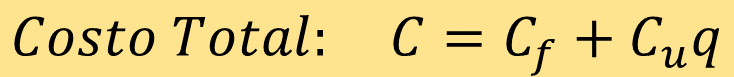 Costo Total: C = C_f + C_u q